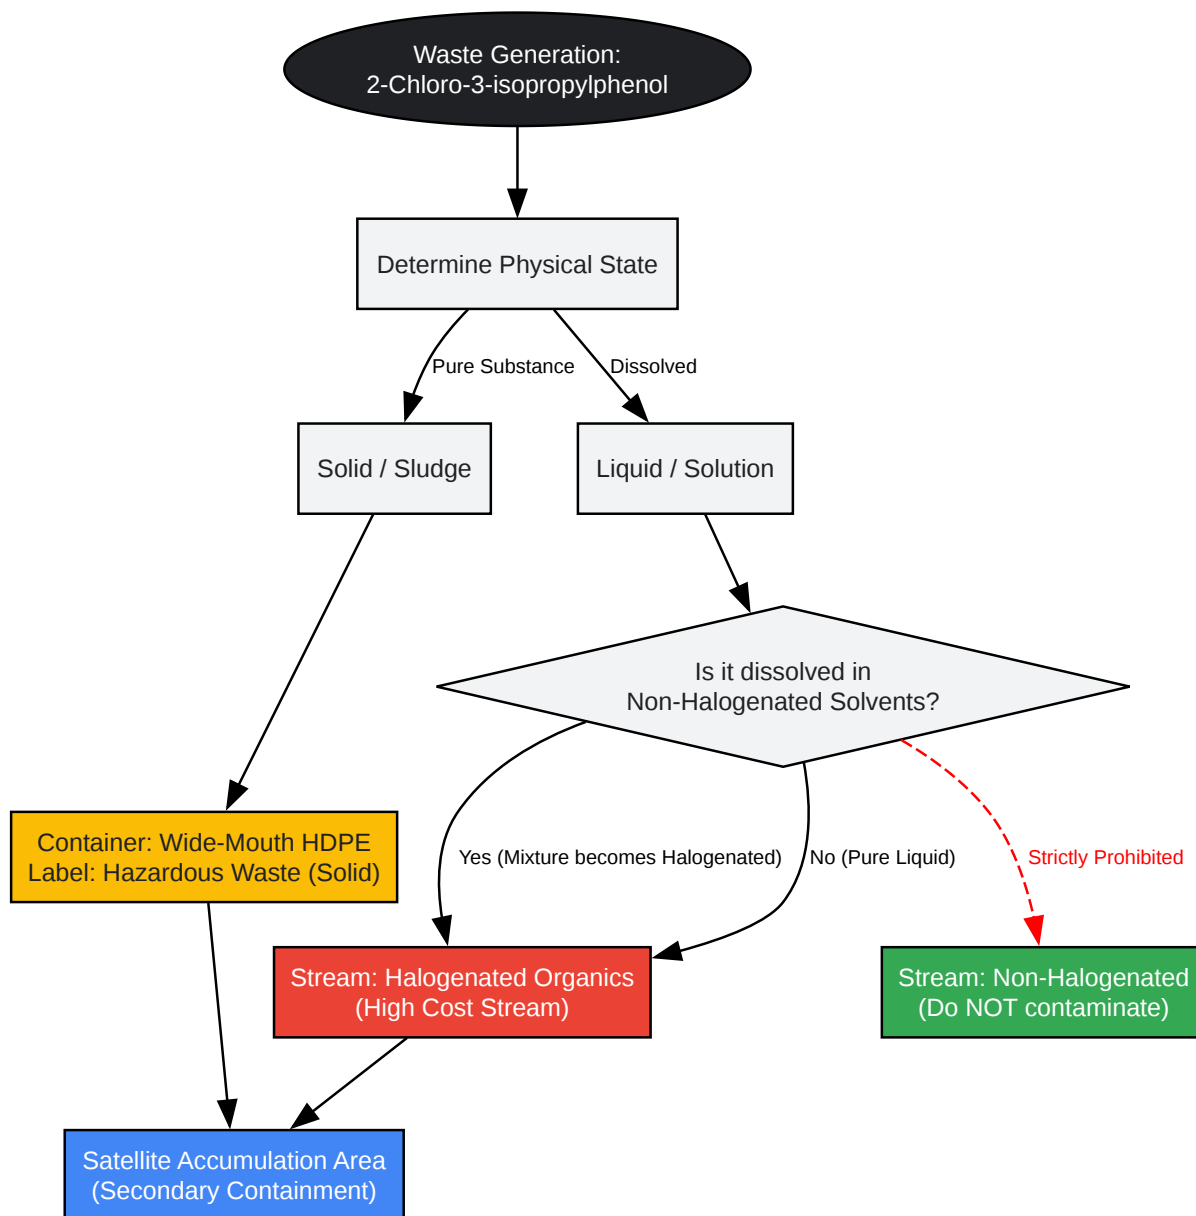 Waste Generation:
2-Chloro-3-isopropylphenol
Determine Physical State
Pure Substance
Dissolved
Solid / Sludge
Liquid / Solution
Is it dissolved in
Non-Halogenated Solvents?
Container: Wide-Mouth HDPE
Label: Hazardous Waste (Solid)
Yes (Mixture becomes Halogenated)
No (Pure Liquid)
Strictly Prohibited
Stream: Halogenated Organics
(High Cost Stream)
Stream: Non-Halogenated
(Do NOT contaminate)
Satellite Accumulation Area
(Secondary Containment)